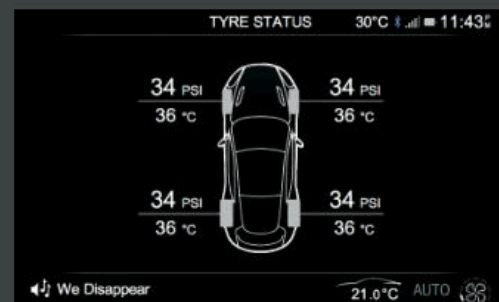 TYRE STATUS 30°C 11:43
34 PSI 34 PSI
36 °C 36 °C
34 PSI 34 PSI
36 °C 36 °C
We Disappear 21.0°C AUTO